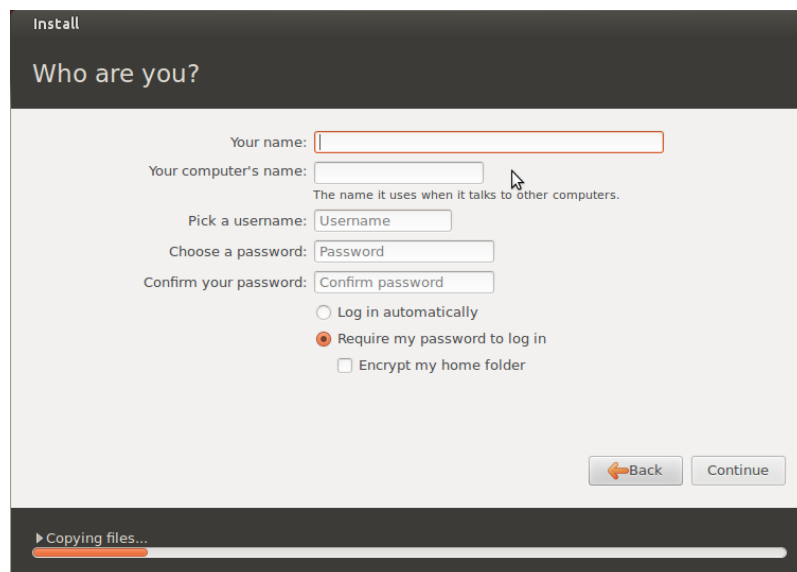 Install
Who are you?
Your name:
Your computer's name:
The name it uses when it talks to other computers.
Pick a username: Username
Choose a password: Password
Confirm your password: Confirm password
Log in automatically
Require my password to log in
Encrypt my home folder
Back Continue
Copying files...